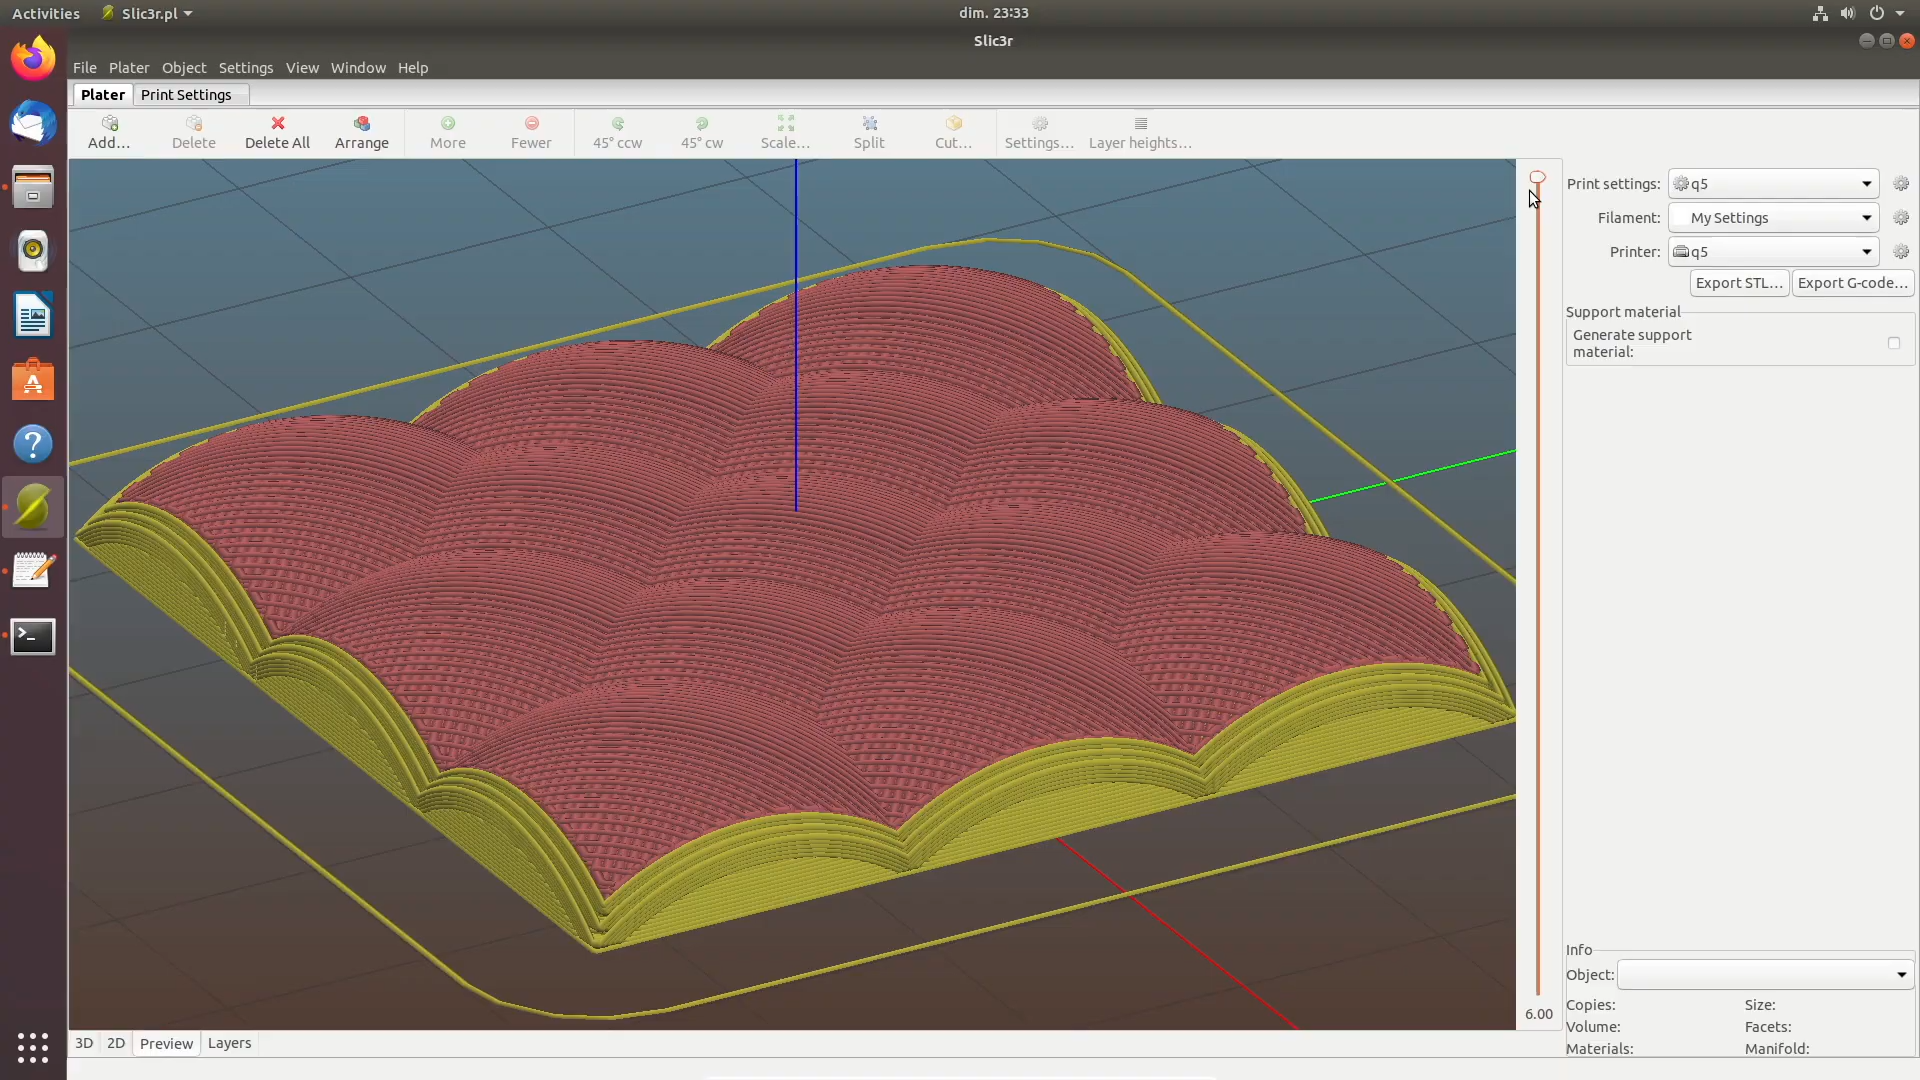 Activities Slic3r.pl dim. 23:33
Slic3r
File Plater Object Settings View Window Help
Plater Print Settings
Add… Delete Delete All Arrange More Fewer 45° ccw 45° cw Scale… Split Cut… Settings… Layer heights…
Print settings: q5
Filament: My Settings
Printer: q5
Export STL… Export G-code…
Support material
Generate support
material:
Info
Object:
Copies: Size:
Volume: Facets:
Materials: Manifold:
6.00
3D 2D Preview Layers